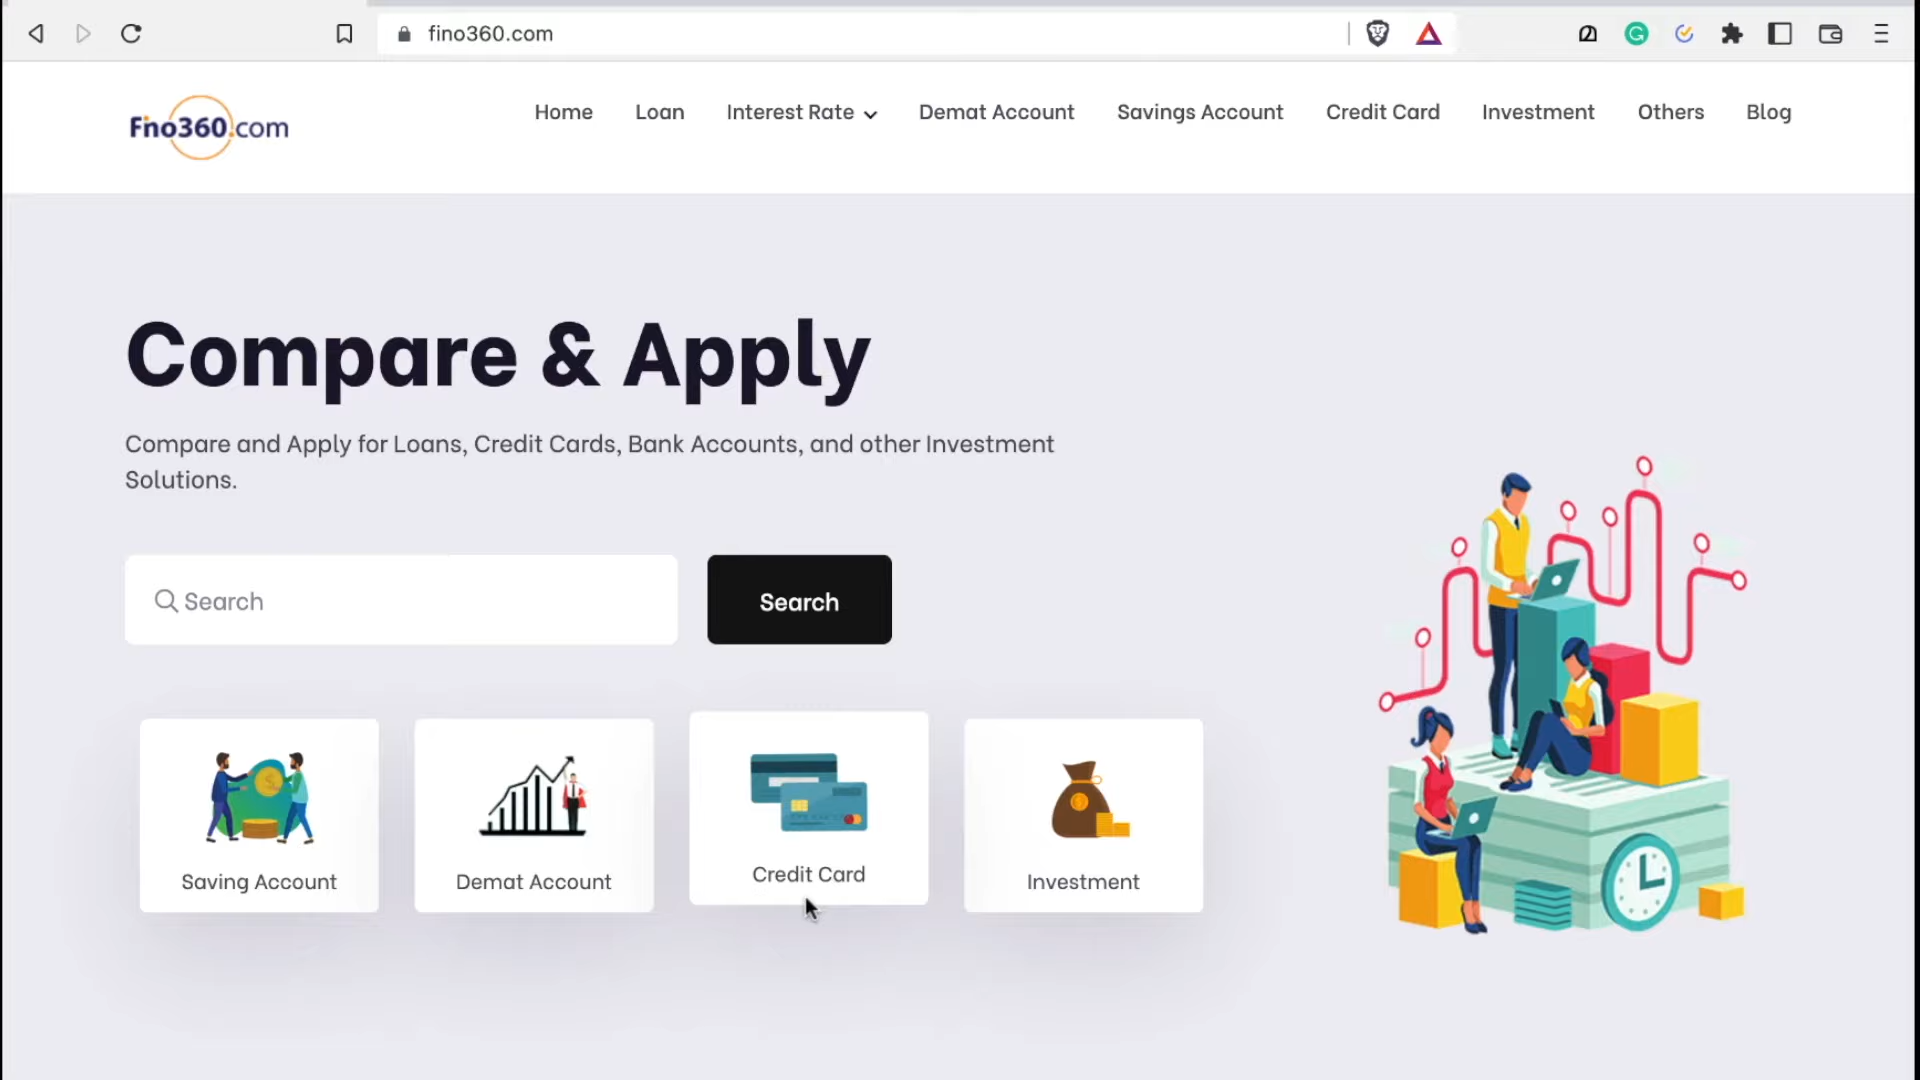 fino360.com
Fino360.com
Home Loan Interest Rate Demat Account Savings Account Credit Card Investment Others Blog
Compare & Apply
Compare and Apply for Loans, Credit Cards, Bank Accounts, and other Investment
Solutions.
Search
Search
Saving Account
Demat Account
Credit Card
Investment